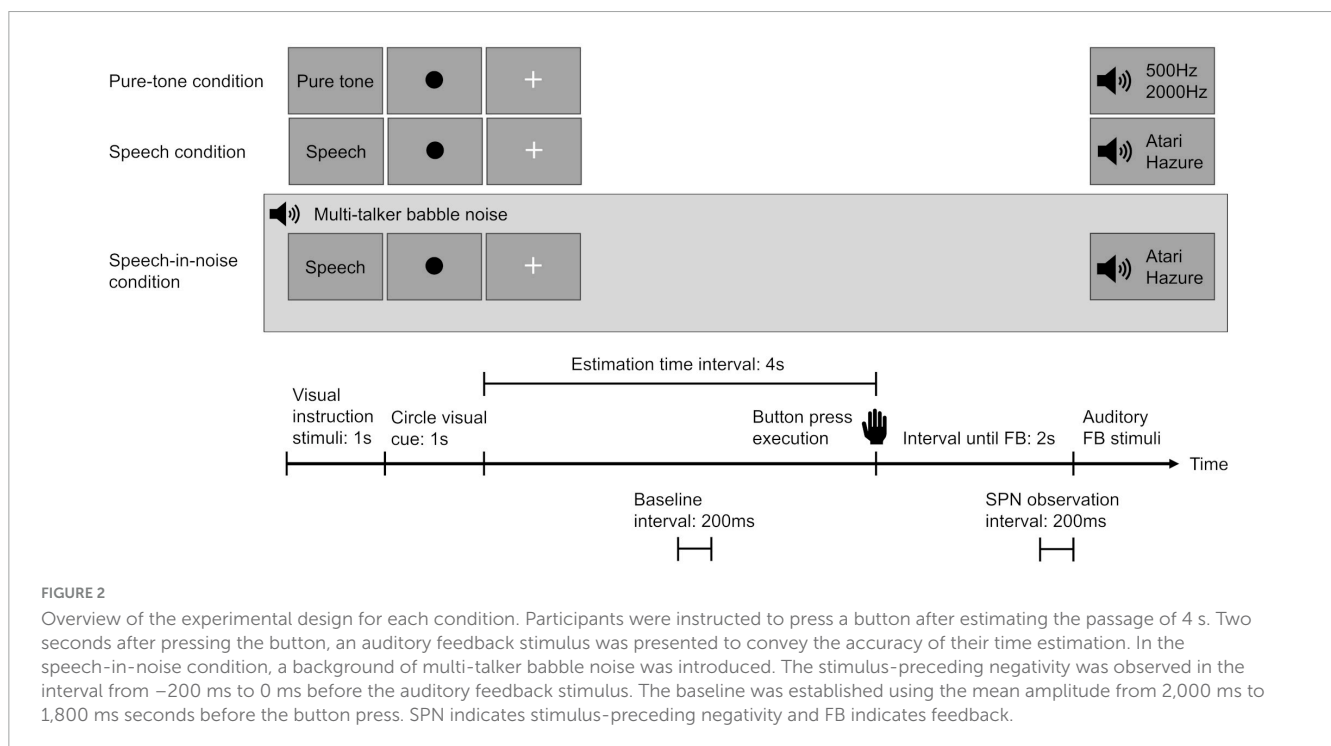 Pure-tone condition
Pure tone
500Hz
2000Hz
Speech condition
Speech
Atari
Hazure
Multi-talker babble noise
Speech-in-noise
condition
Speech
Atari
Hazure
Estimation time interval: 4s
Visual
instruction
stimuli: 1s
Circle visual
cue: 1s
Button press
execution
Interval until FB: 2s
Auditory
FB stimuli
Time
Baseline
interval: 200ms
SPN observation
interval: 200ms
FIGURE 2
Overview of the experimental design for each condition. Participants were instructed to press a button after estimating the passage of 4 s. Two
seconds after pressing the button, an auditory feedback stimulus was presented to convey the accuracy of their time estimation. In the
speech-in-noise condition, a background of multi-talker babble noise was introduced. The stimulus-preceding negativity was observed in the
interval from −200 ms to 0 ms before the auditory feedback stimulus. The baseline was established using the mean amplitude from 2,000 ms to
1,800 ms seconds before the button press. SPN indicates stimulus-preceding negativity and FB indicates feedback.